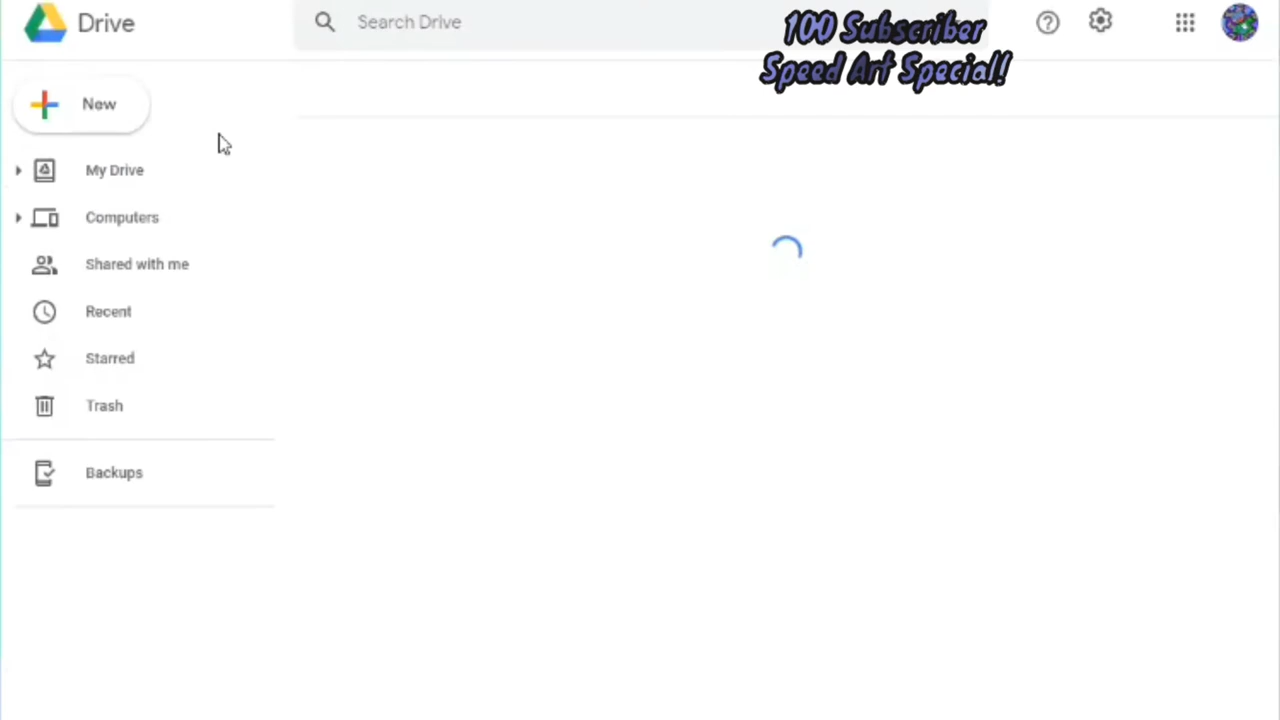 Drive
Search Drive
100 Subscriber
Speed Art Special!
New
My Drive
Computers
Shared with me
Recent
Starred
Trash
Backups